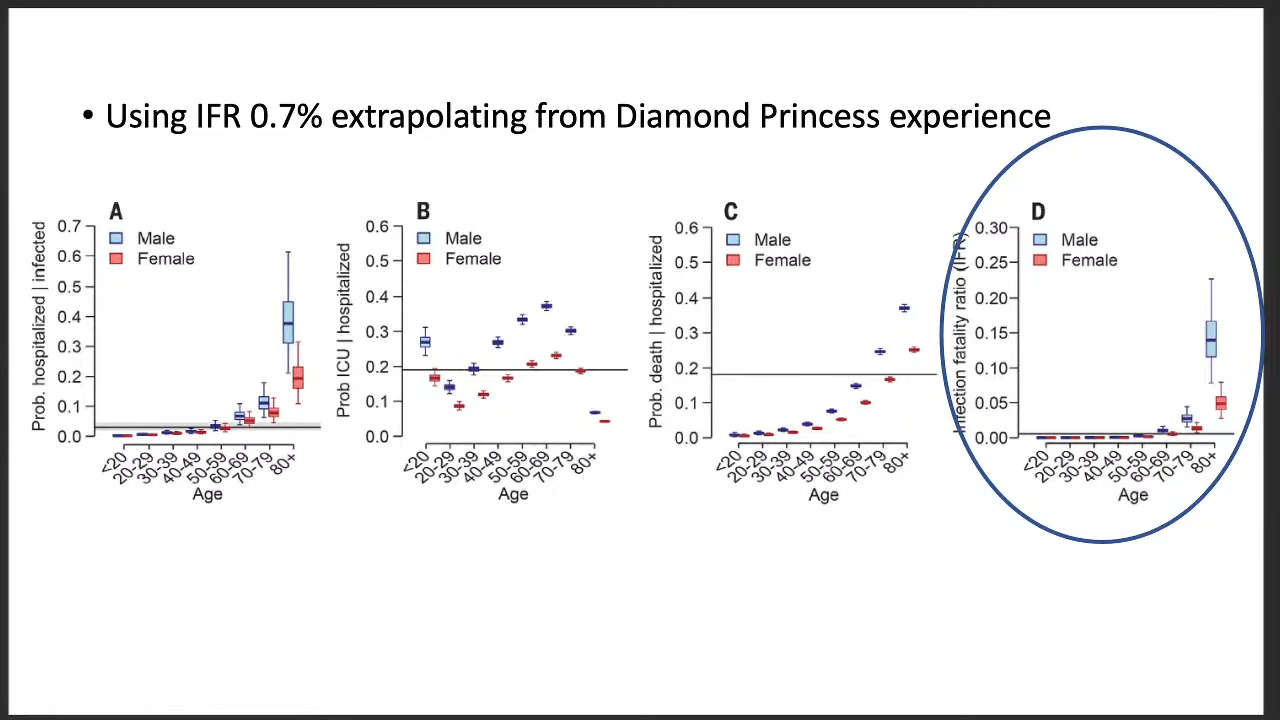 • Using IFR 0.7% extrapolating from Diamond Princess experience
A
Prob. hospitalized | infected
0.7
0.6
0.5
0.4
0.3
0.2
0.1
0.0
Male
Female
<20
20-29
30-39
40-49
50-59
60-69
70-79
80+
Age
B
Prob ICU | hospitalized
0.6
0.5
0.4
0.3
0.2
0.1
0.0
Male
Female
<20
20-29
30-39
40-49
50-59
60-69
70-79
80+
Age
C
Prob. death | hospitalized
0.6
0.5
0.4
0.3
0.2
0.1
0.0
Male
Female
<20
20-29
30-39
40-49
50-59
60-69
70-79
80+
Age
D
Infection fatality ratio (IFR)
0.30
0.25
0.20
0.15
0.10
0.05
0.00
Male
Female
<20
20-29
30-39
40-49
50-59
60-69
70-79
80+
Age